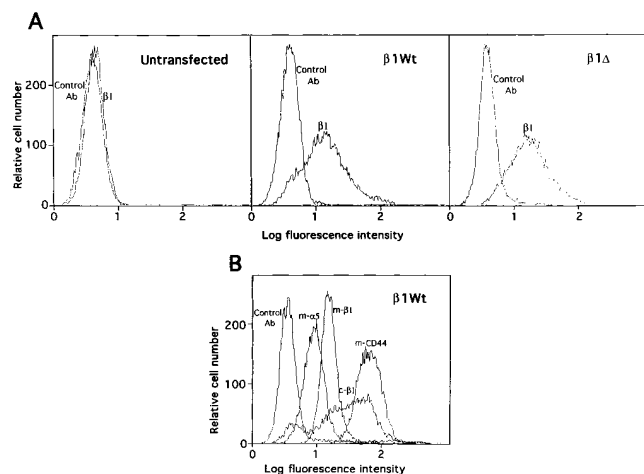 A
Untransfected
β1Wt
β1Δ
Control
Ab
β1
Control
Ab
β1
Control
Ab
β1
Relative cell number
200
100
0
0 1 2
0 1 2
0 1 2
Log fluorescence intensity
B
β1Wt
Control
Ab
m-α5
m-β1
m-CD44
c-β1
Relative cell number
200
100
0
0 1 2
Log fluorescence intensity